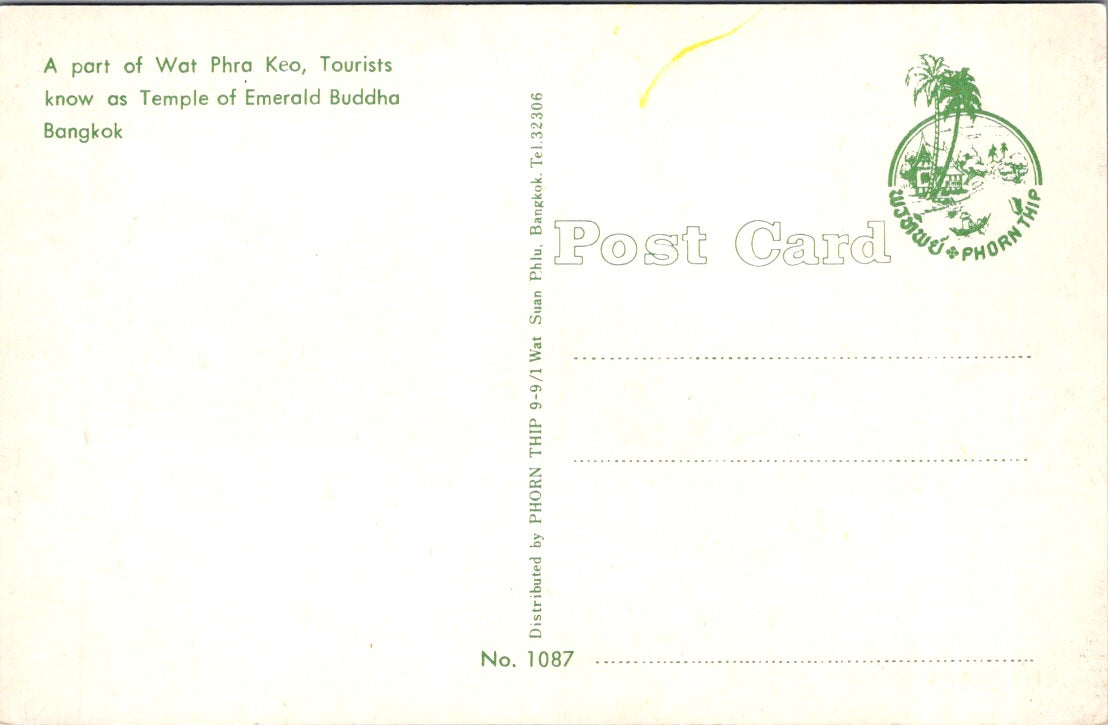 A part of Wat Phra Keo, Tourists
know as Temple of Emerald Buddha
Bangkok
Distributed by PHORN THIP 9-9/1 Wat Suan Phlu, Bangkok. Tel.32306
Post Card
พรทิพย์ PHORN THIP
No. 1087